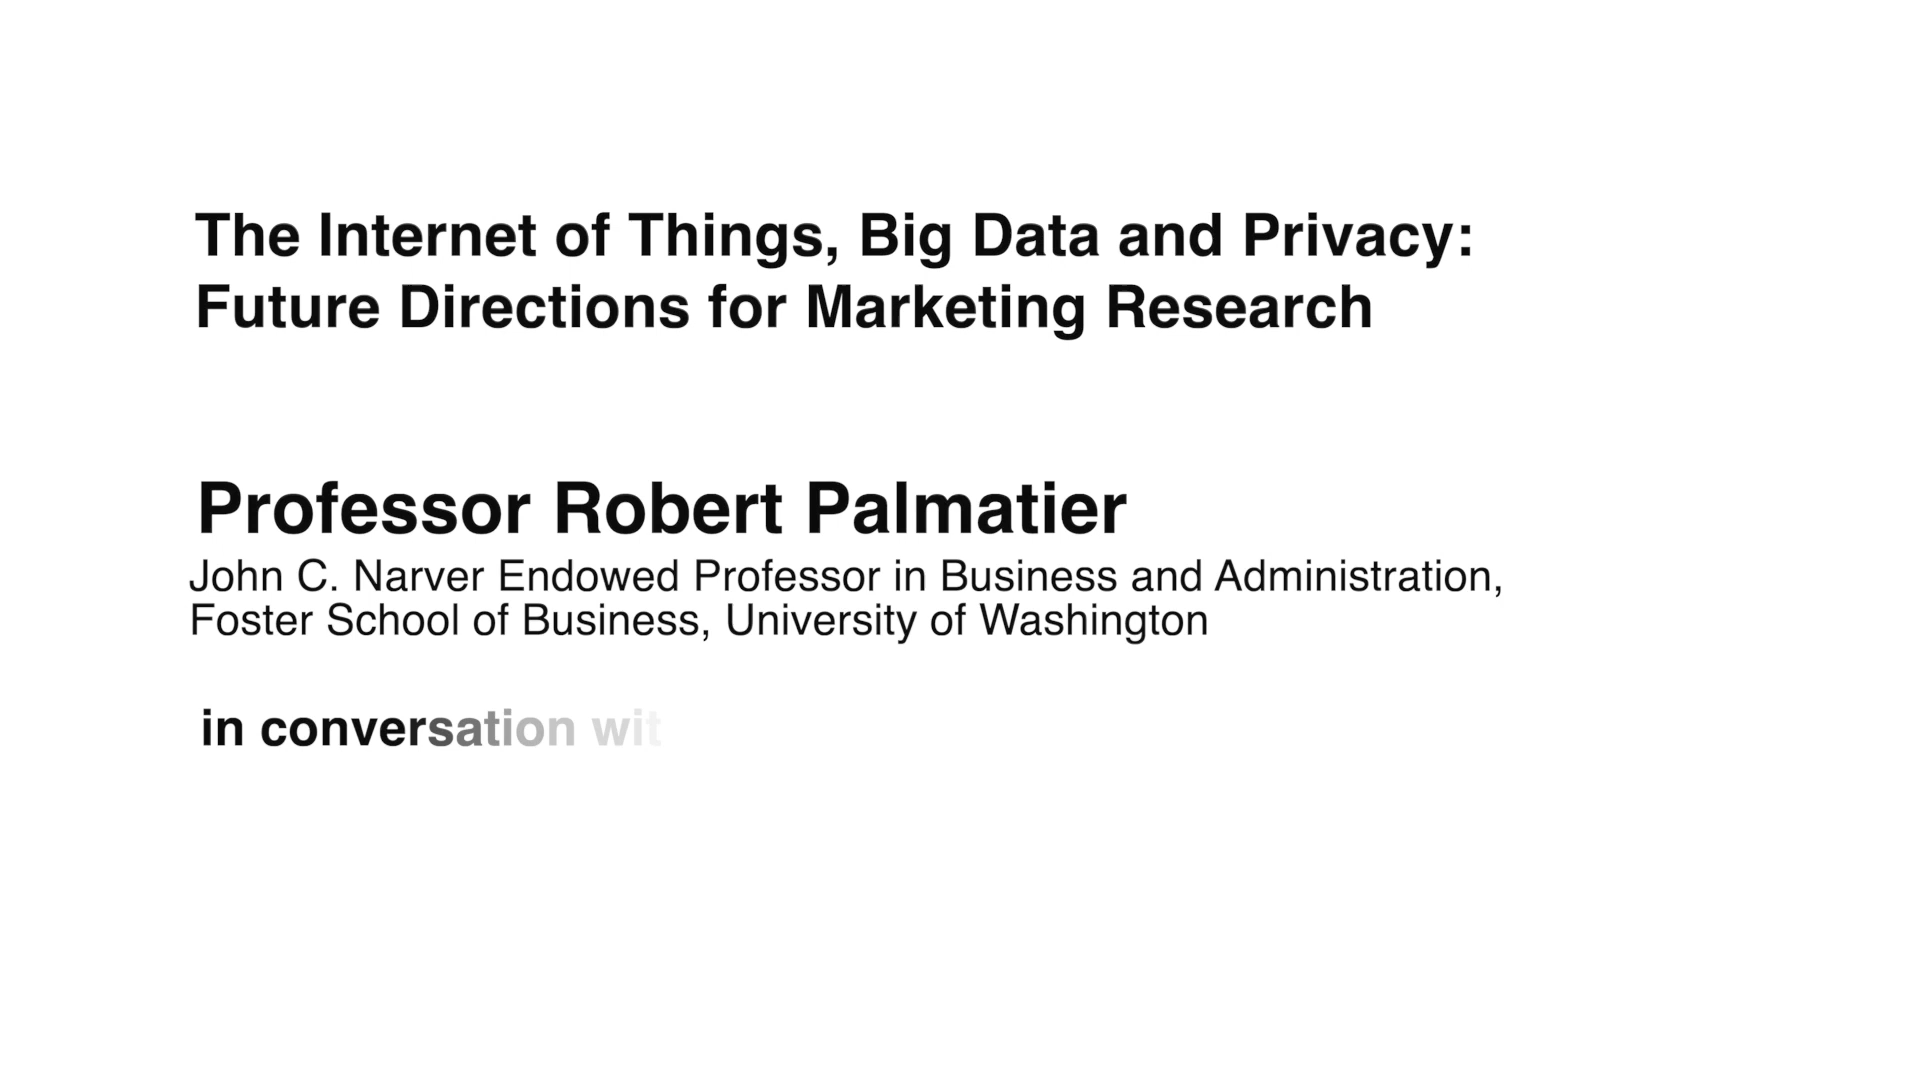 The Internet of Things, Big Data and Privacy:
Future Directions for Marketing Research
Professor Robert Palmatier
John C. Narver Endowed Professor in Business and Administration,
Foster School of Business, University of Washington
in conversation wit